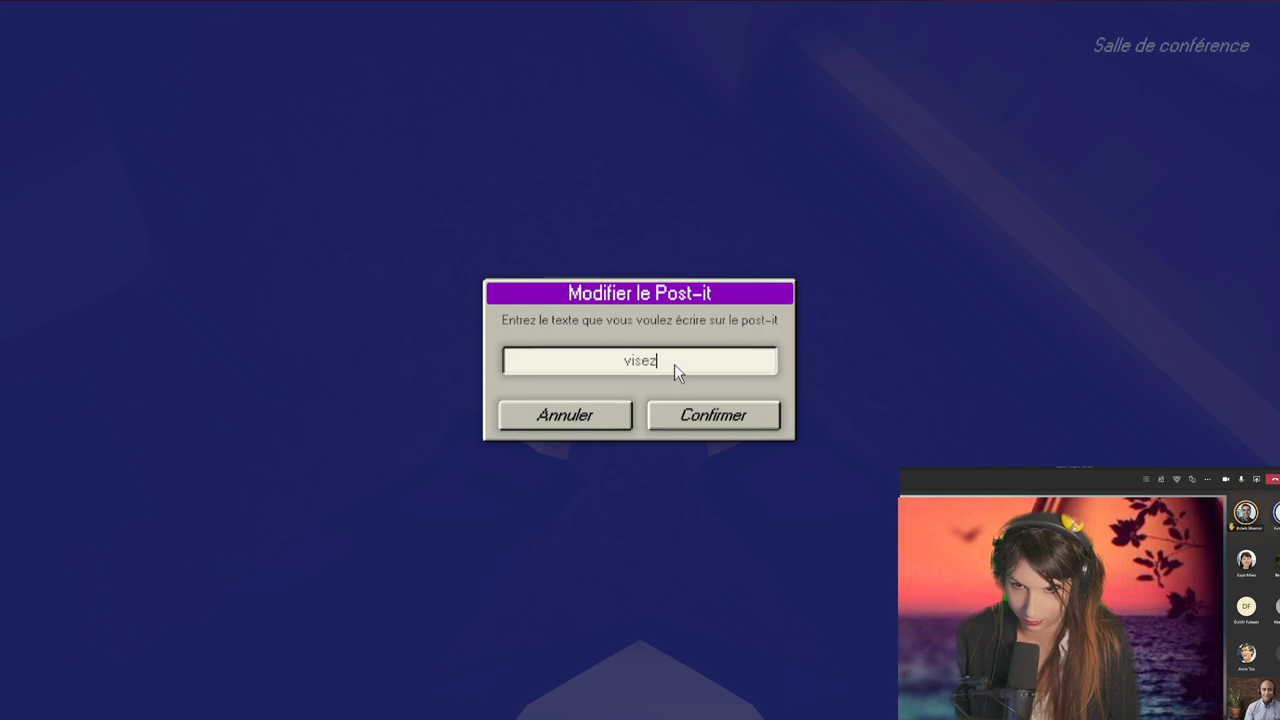 Salle de conférence
Modifier le Post-it
Entrez le texte que vous voulez écrire sur le post-it
visez
Annuler
Confirmer
DF